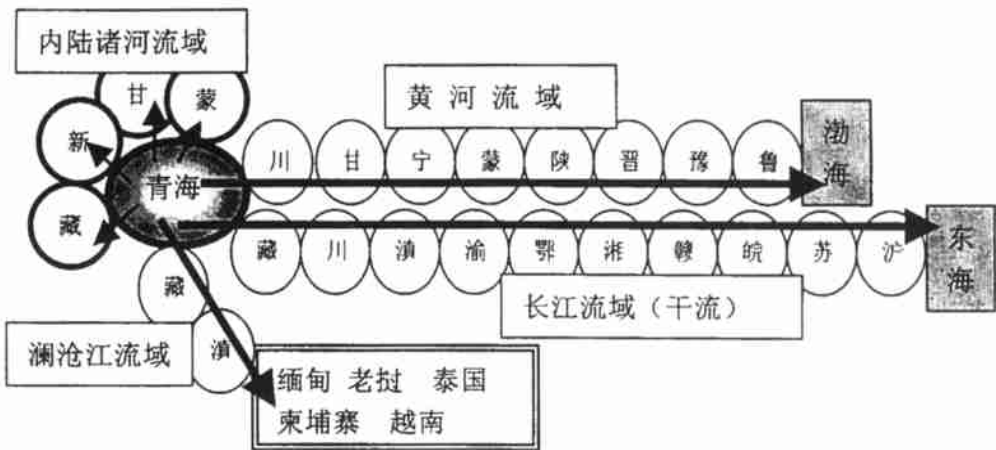 内陆诸河流域
甘 蒙
新
藏
青海
黄河流域
川 甘 宁 蒙 陕 晋 豫 鲁
渤海
藏 川 滇 渝 鄂 湘 赣 皖 苏 沪
东海
长江流域（干流）
藏
滇
澜沧江流域
缅甸 老挝 泰国
柬埔寨 越南